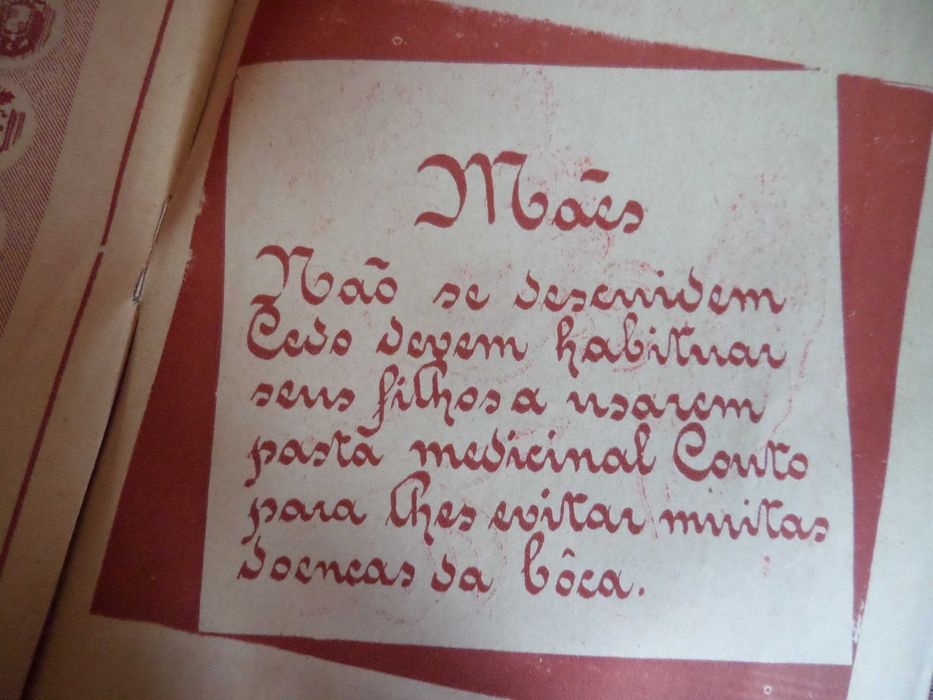 Mães
Não se descuidem
Cedo devem habituar
seus filhos a usarem
pasta medicinal Couto
para lhes evitar muitas
doencas da bôca.